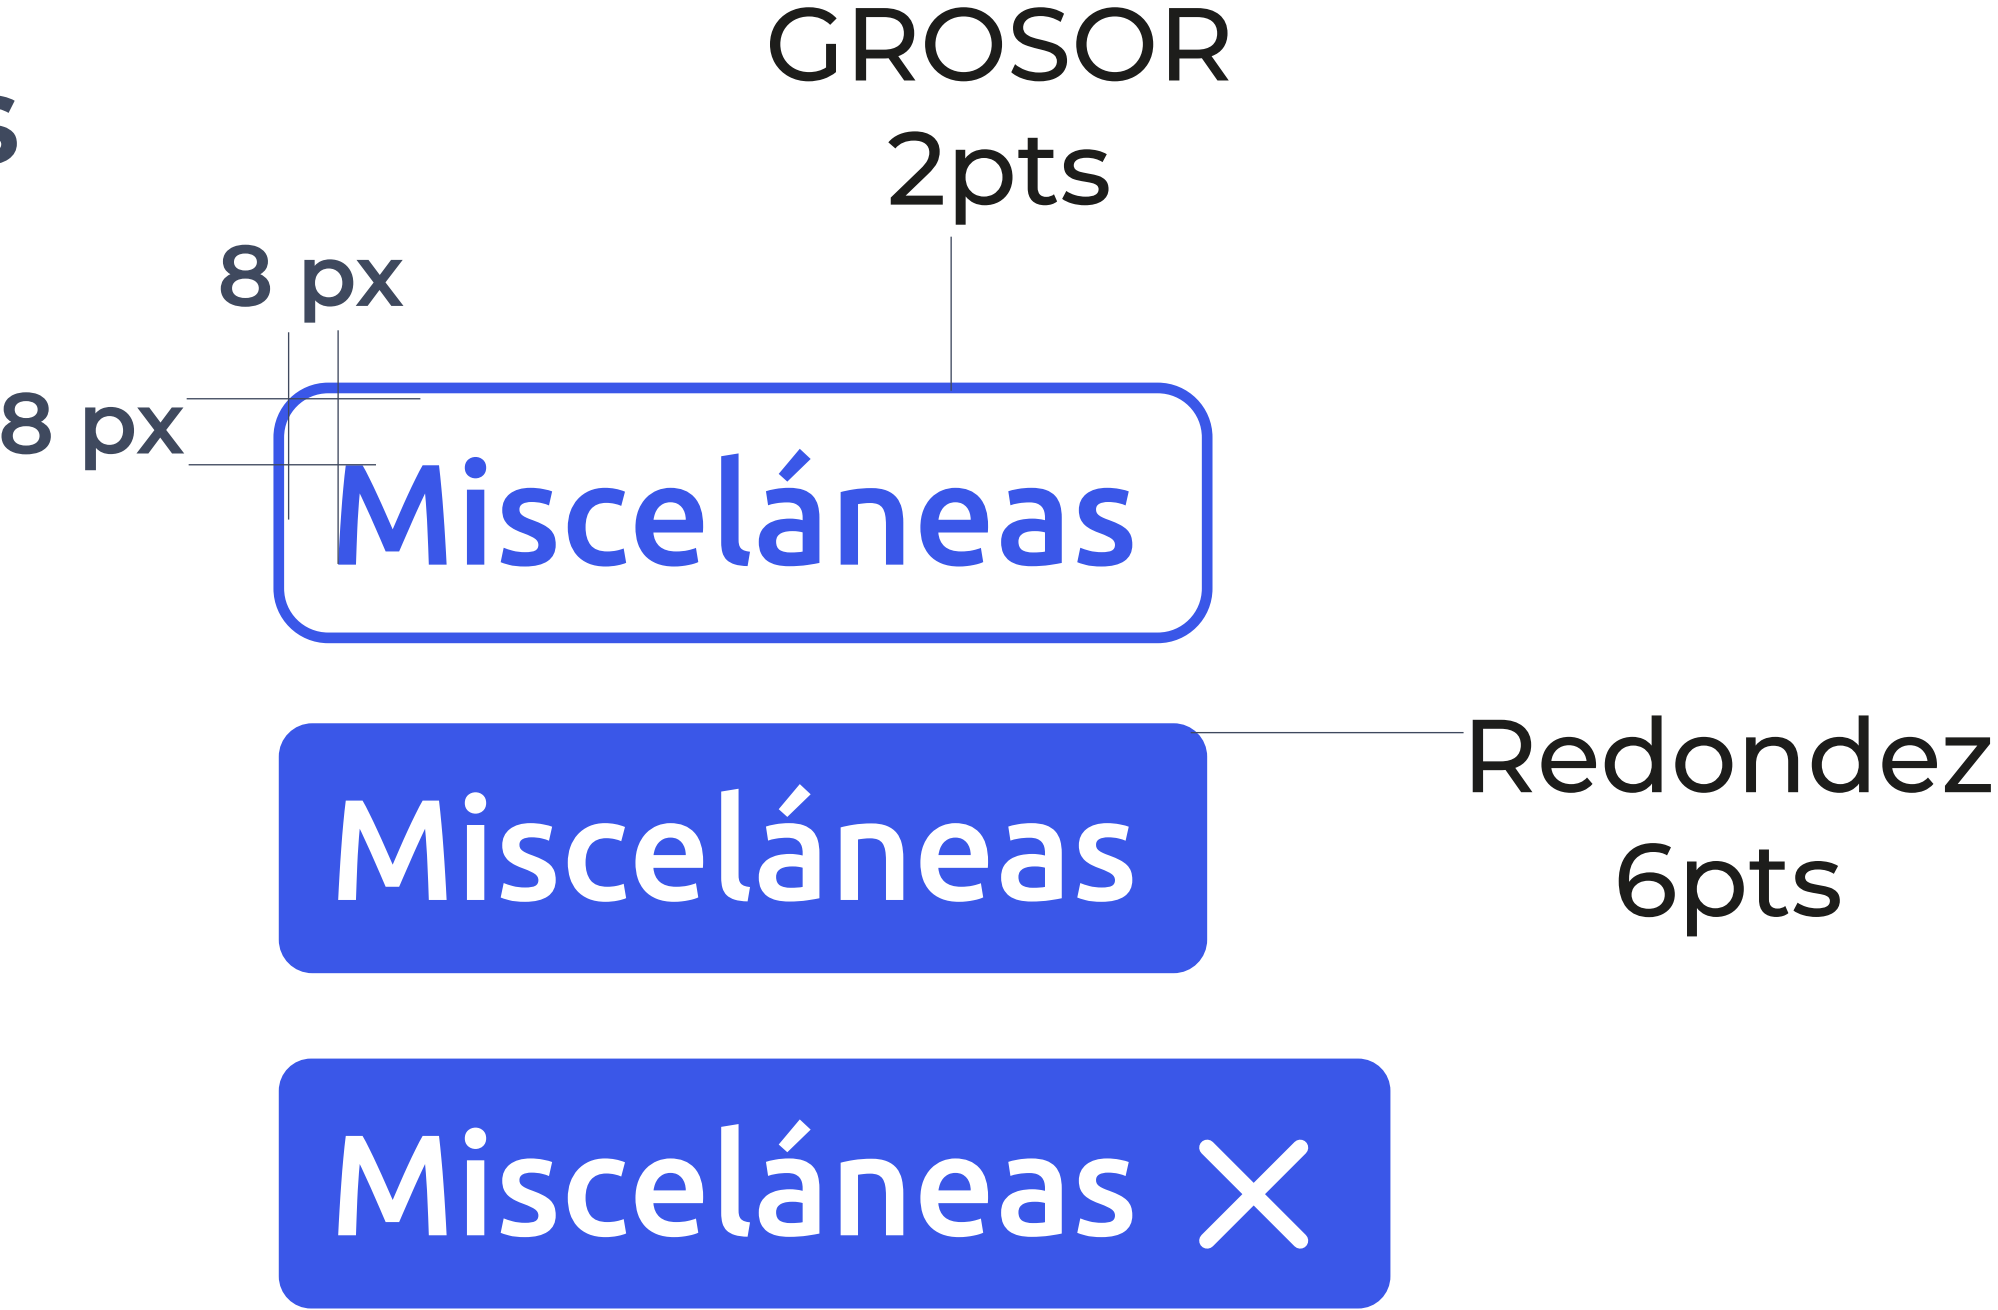 GROSOR
2pts
s
8 px
8 px
Misceláneas
Misceláneas
Redondez
6pts
Misceláneas